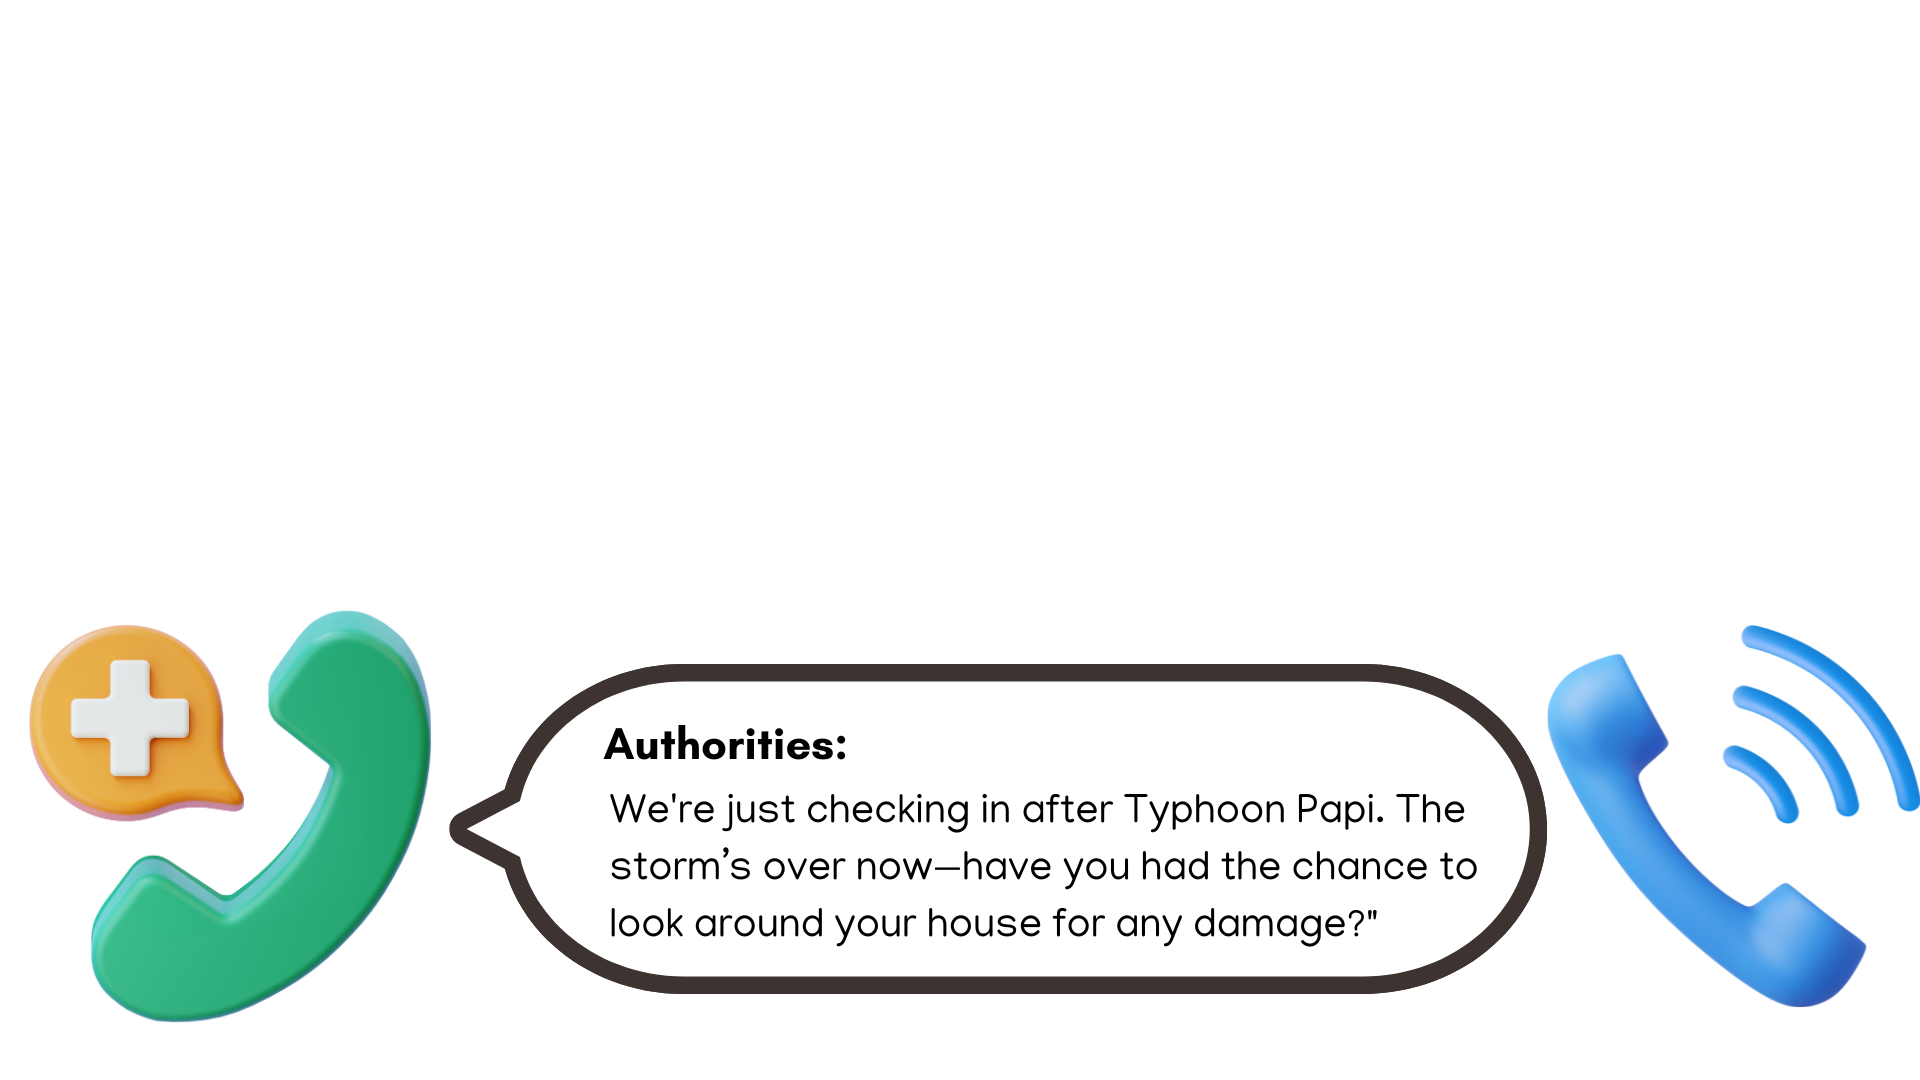 Authorities:
We're just checking in after Typhoon Papi. The
storm’s over now—have you had the chance to
look around your house for any damage?"